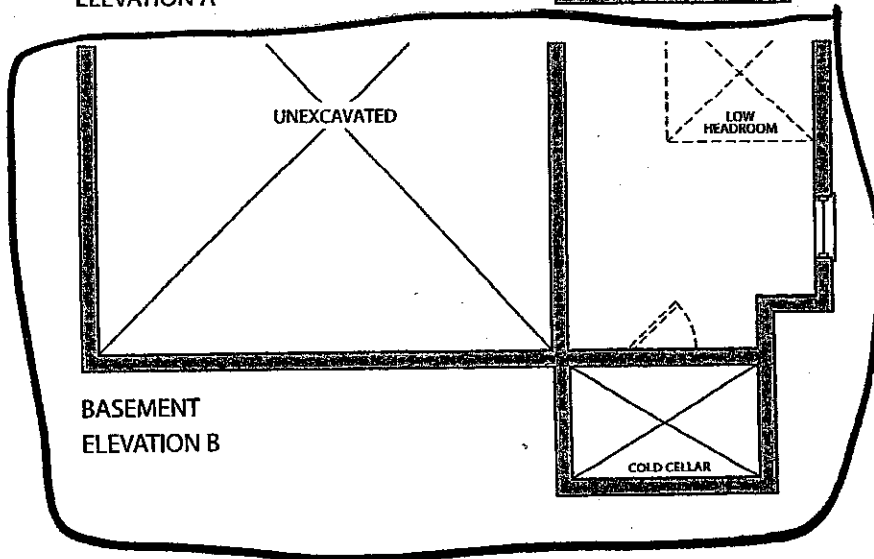 ELEVATION A
UNEXCAVATED
LOW
HEADROOM
BASEMENT
ELEVATION B
COLD CELLAR